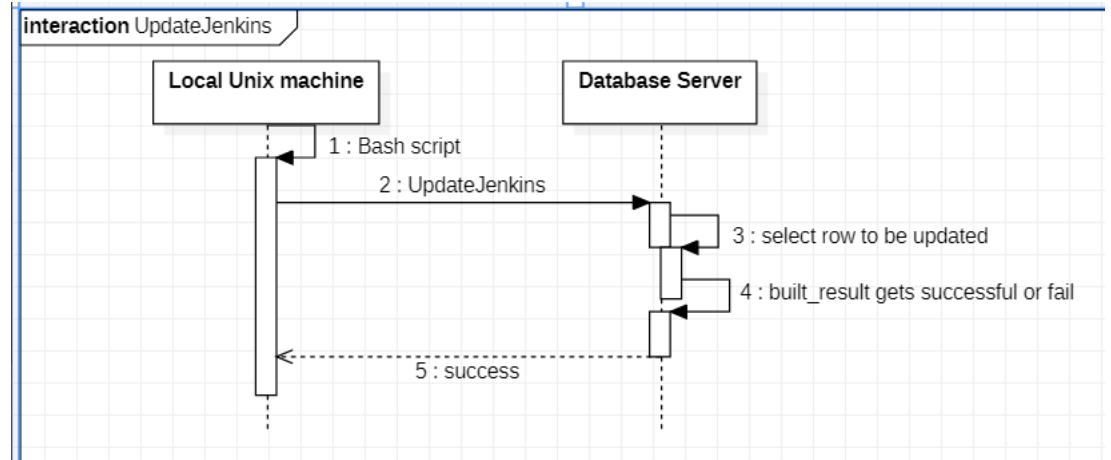 interaction UpdateJenkins
Local Unix machine
Database Server
1 : Bash script
2 : UpdateJenkins
3 : select row to be updated
4 : built_result gets successful or fail
5 : success